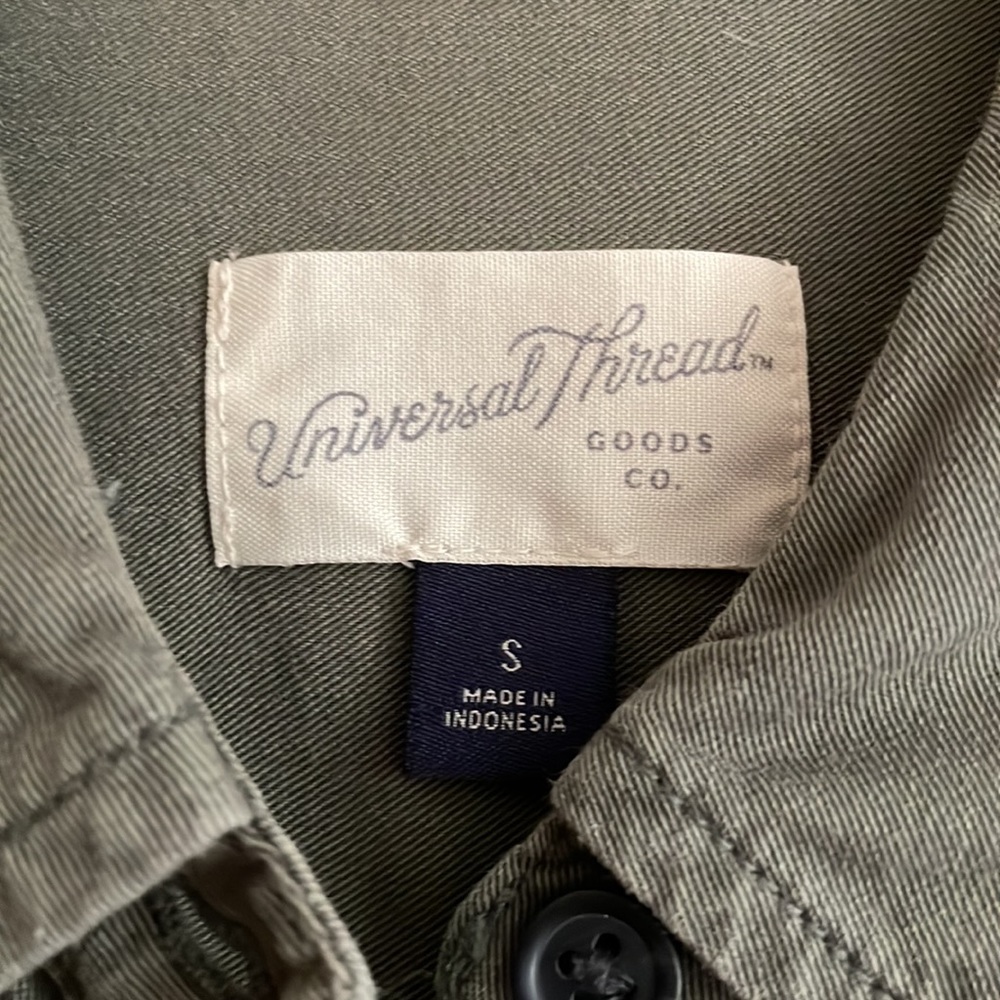 Universal Thread™
GOODS
CO.
S
MADE IN
INDONESIA